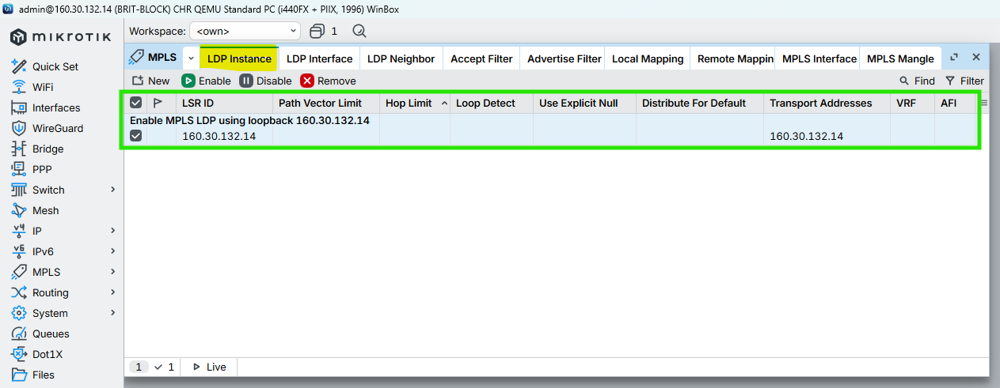 admin@160.30.132.14 (BRIT-BLOCK) CHR QEMU Standard PC (i440FX + PIIX, 1996) WinBox
mikrotik
Workspace: <own> 1
MPLS LDP Instance LDP Interface LDP Neighbor Accept Filter Advertise Filter Local Mapping Remote Mappin MPLS Interface MPLS Mangle
New Enable Disable Remove Find Filter
LSR ID Path Vector Limit Hop Limit Loop Detect Use Explicit Null Distribute For Default Transport Addresses VRF AFI
Enable MPLS LDP using loopback 160.30.132.14
160.30.132.14 160.30.132.14
Quick Set
WiFi
Interfaces
WireGuard
Bridge
PPP
Switch
Mesh
v4 IP
v6 IPv6
MPLS
Routing
System
Queues
Dot1X
Files
1 1 Live